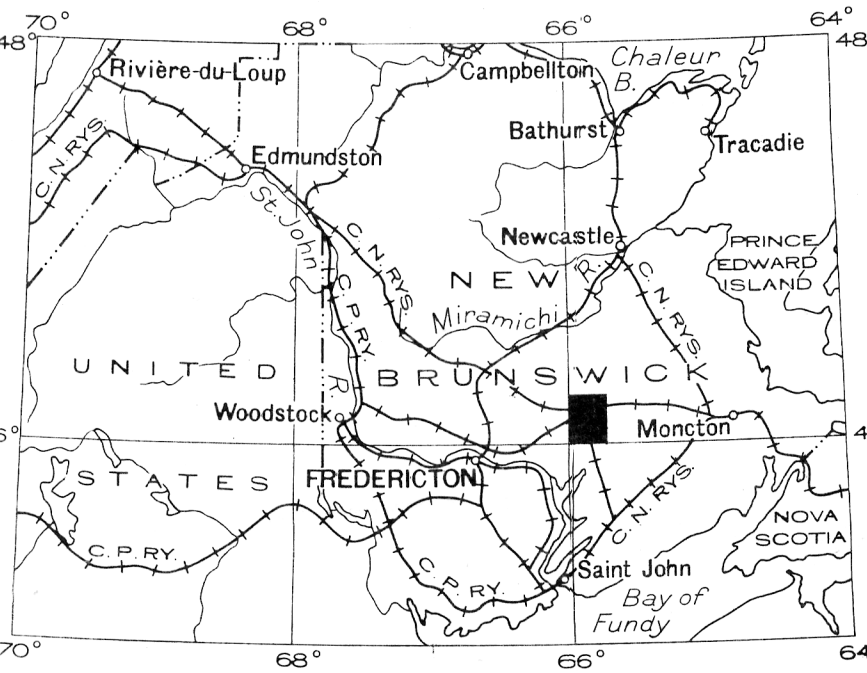 70° 68° 66° 64°
48° 48
Rivière-du-Loup
Campbellton
Chaleur
B.
C.N.RYS.
Bathurst
Tracadie
Edmundston
St. John
C. N. RYS.
Newcastle
PRINCE
EDWARD
ISLAND
NEW
R.
C. N. RYS.
C. P. RY.
Miramichi
UNITED
BRUNSWICK
R.
Woodstock
Moncton
6° 4
STATES
FREDERICTON
C. N. RYS.
NOVA
SCOTIA
C. P. RY.
C. P. RY.
Saint John
Bay of
Fundy
70° 68° 66° 64